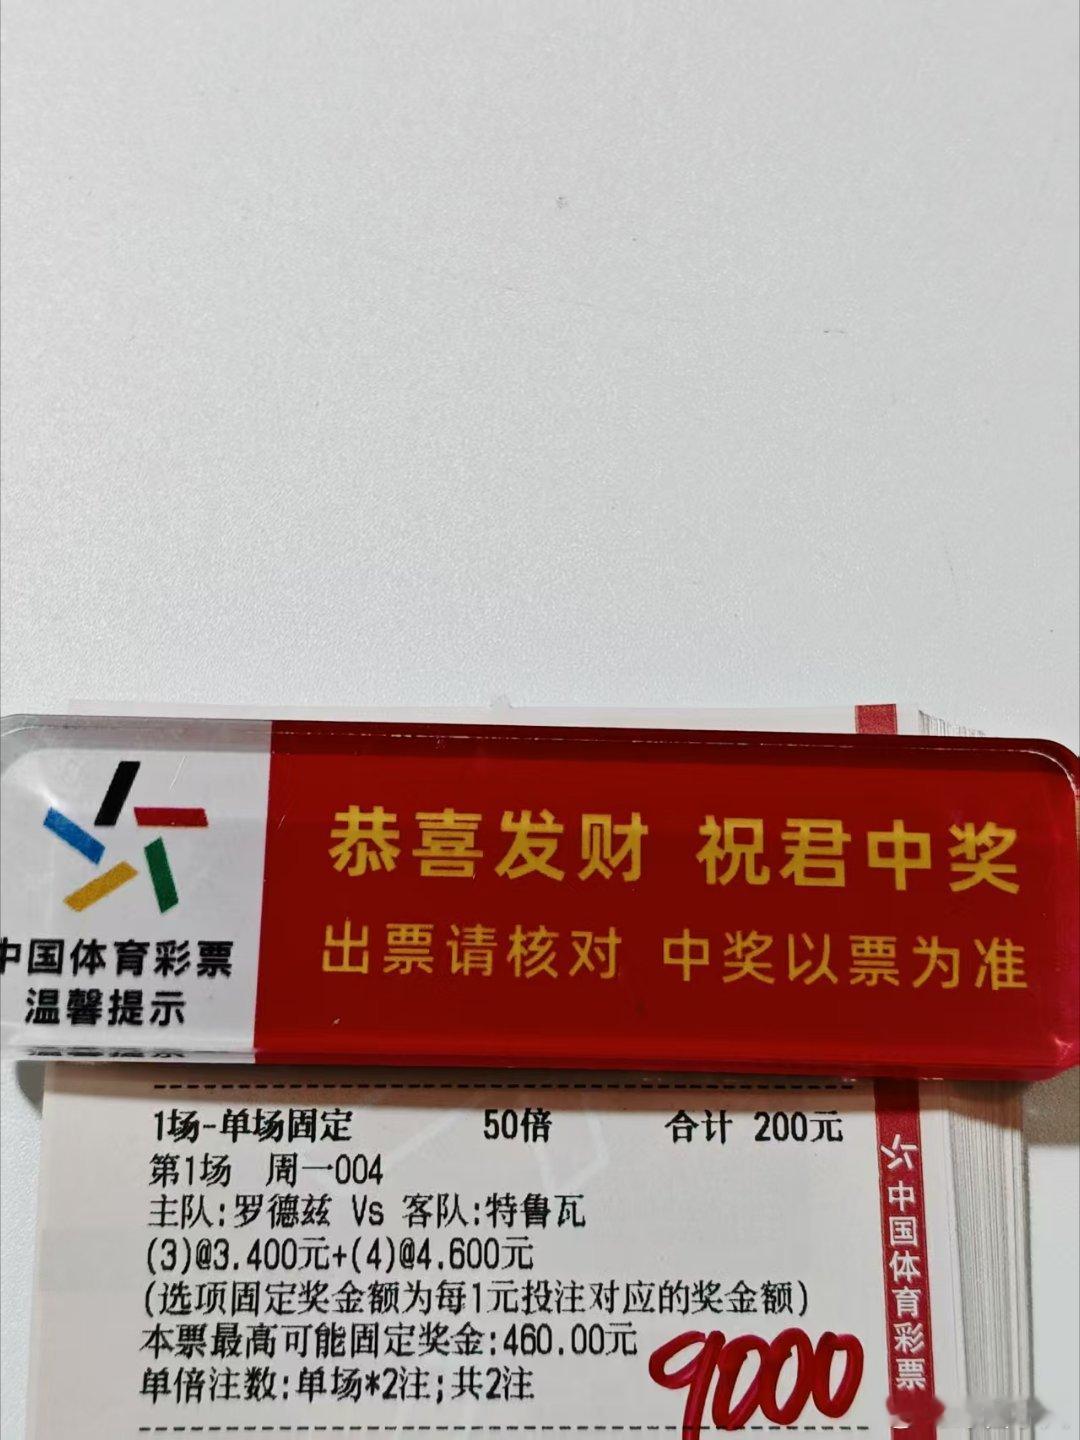 恭喜发财 祝君中奖
出票请核对 中奖以票为准
中国体育彩票
温馨提示
1场-单场固定 50倍 合计 200元
第1场 周一004
主队:罗德兹 Vs 客队:特鲁瓦
(3)@3.400元+(4)@4.600元
(选项固定奖金额为每1元投注对应的奖金额)
本票最高可能固定奖金:460.00元
单倍注数:单场*2注;共2注
9000
中国体育彩票